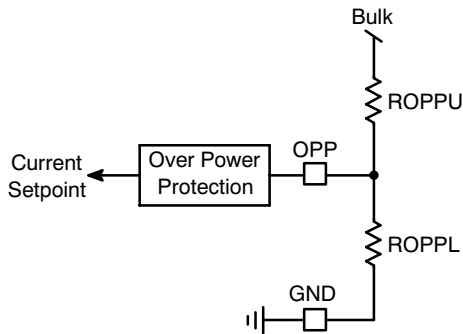 Bulk
ROPPU
OPP
Over Power
Protection
Current
Setpoint
ROPPL
GND